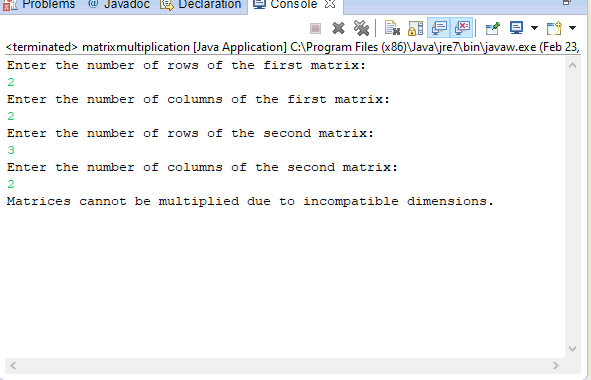 Problems @ Javadoc Declaration Console
<terminated> matrixmultiplication [Java Application] C:\Program Files (x86)\Java\jre7\bin\javaw.exe (Feb 23,
Enter the number of rows of the first matrix:
2
Enter the number of columns of the first matrix:
2
Enter the number of rows of the second matrix:
3
Enter the number of columns of the second matrix:
2
Matrices cannot be multiplied due to incompatible dimensions.